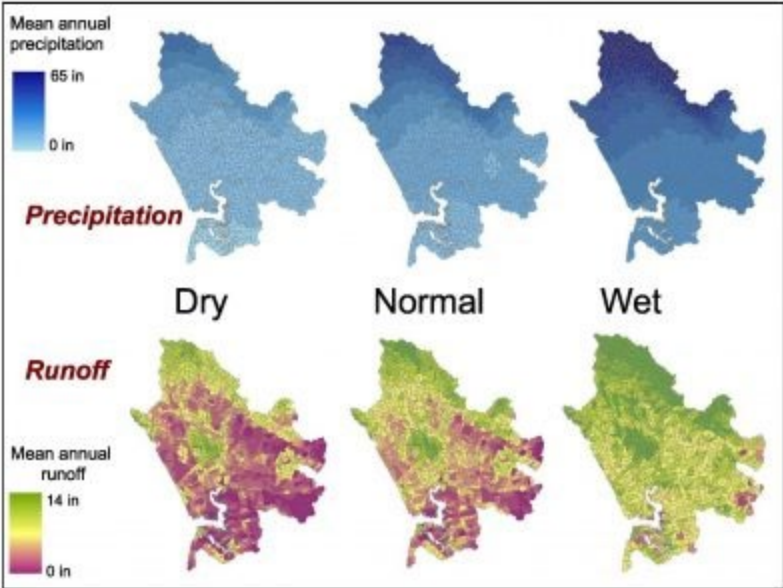 Mean annual
precipitation
65 in
0 in
Precipitation
Dry
Normal
Wet
Runoff
Mean annual
runoff
14 in
0 in